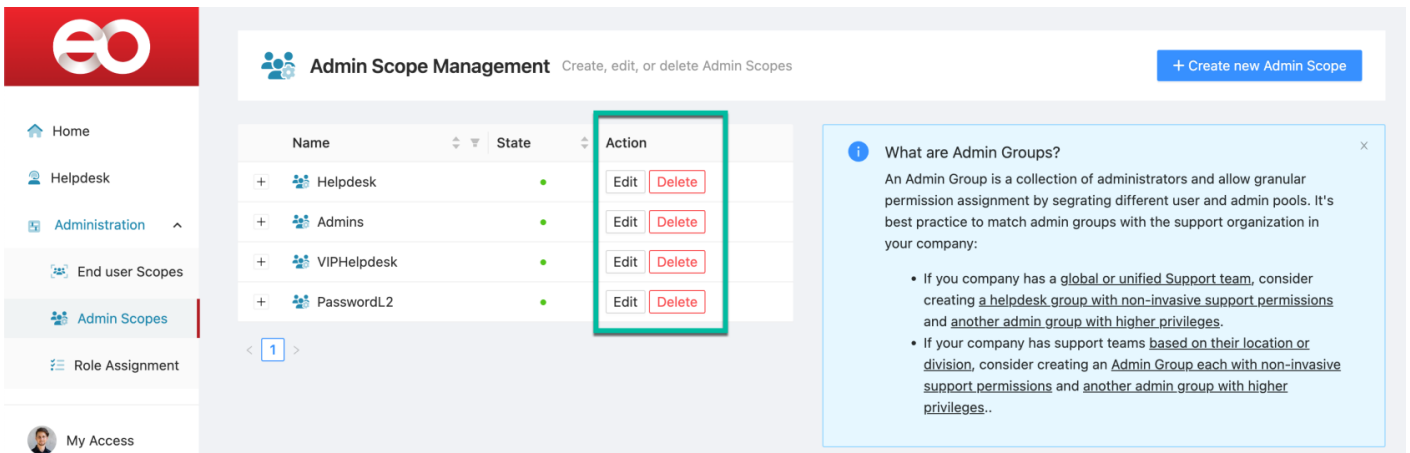 eo
Admin Scope Management Create, edit, or delete Admin Scopes
+ Create new Admin Scope
Home
Helpdesk
Administration
End user Scopes
Admin Scopes
Role Assignment
My Access
Name State Action
Helpdesk Edit Delete
Admins Edit Delete
VIPHelpdesk Edit Delete
PasswordL2 Edit Delete
< 1 >
What are Admin Groups?
An Admin Group is a collection of administrators and allow granular
permission assignment by segrating different user and admin pools. It's
best practice to match admin groups with the support organization in
your company:
• If you company has a global or unified Support team, consider
creating a helpdesk group with non-invasive support permissions
and another admin group with higher privileges.
• If your company has support teams based on their location or
division, consider creating an Admin Group each with non-invasive
support permissions and another admin group with higher
privileges..